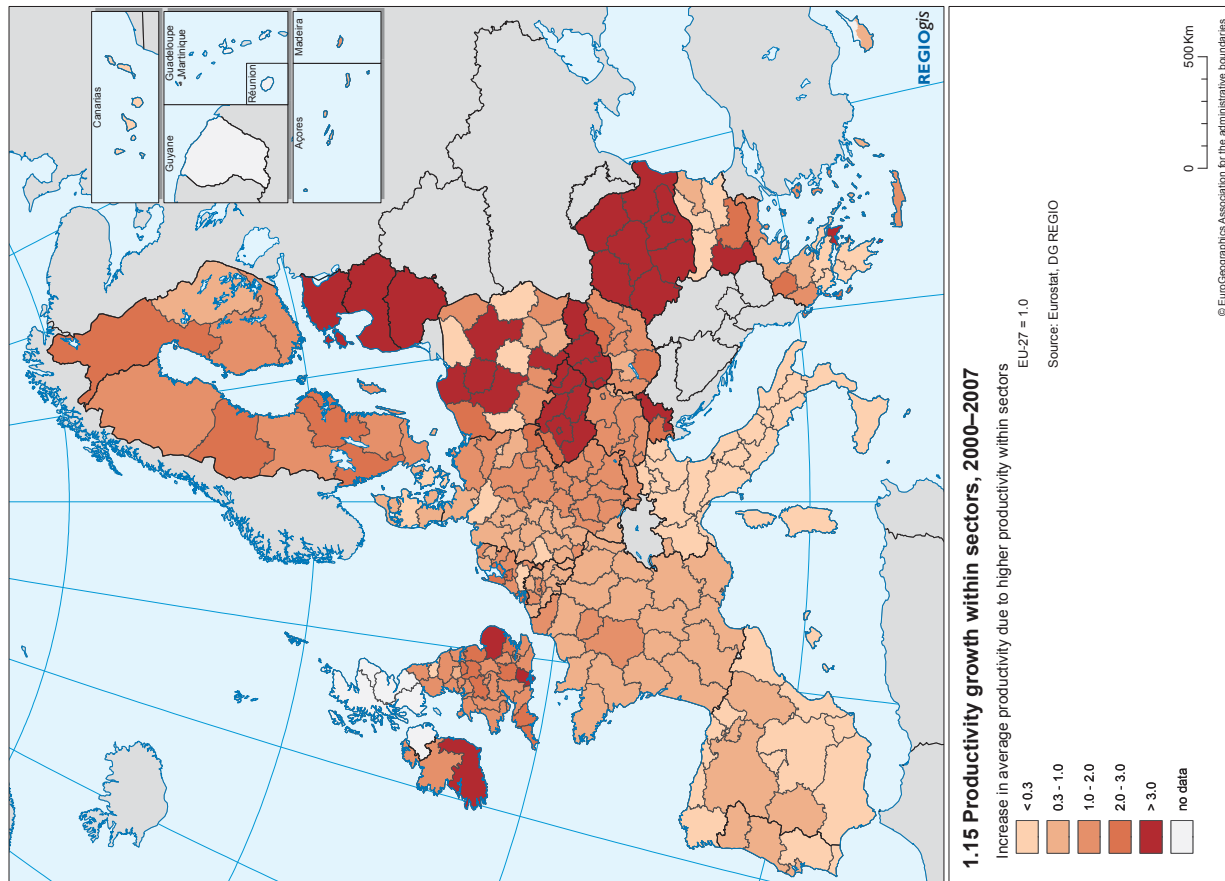 Canarias
Guyane
Guadeloupe
Martinique
Réunion
Açores
Madeira
REGIOgis
1.15 Productivity growth within sectors, 2000–2007
Increase in average productivity due to higher productivity within sectors
< 0.3
0.3 - 1.0
1.0 - 2.0
2.0 - 3.0
> 3.0
no data
EU-27 = 1.0
Source: Eurostat, DG REGIO
0 500 Km
© EuroGeographics Association for the administrative boundaries